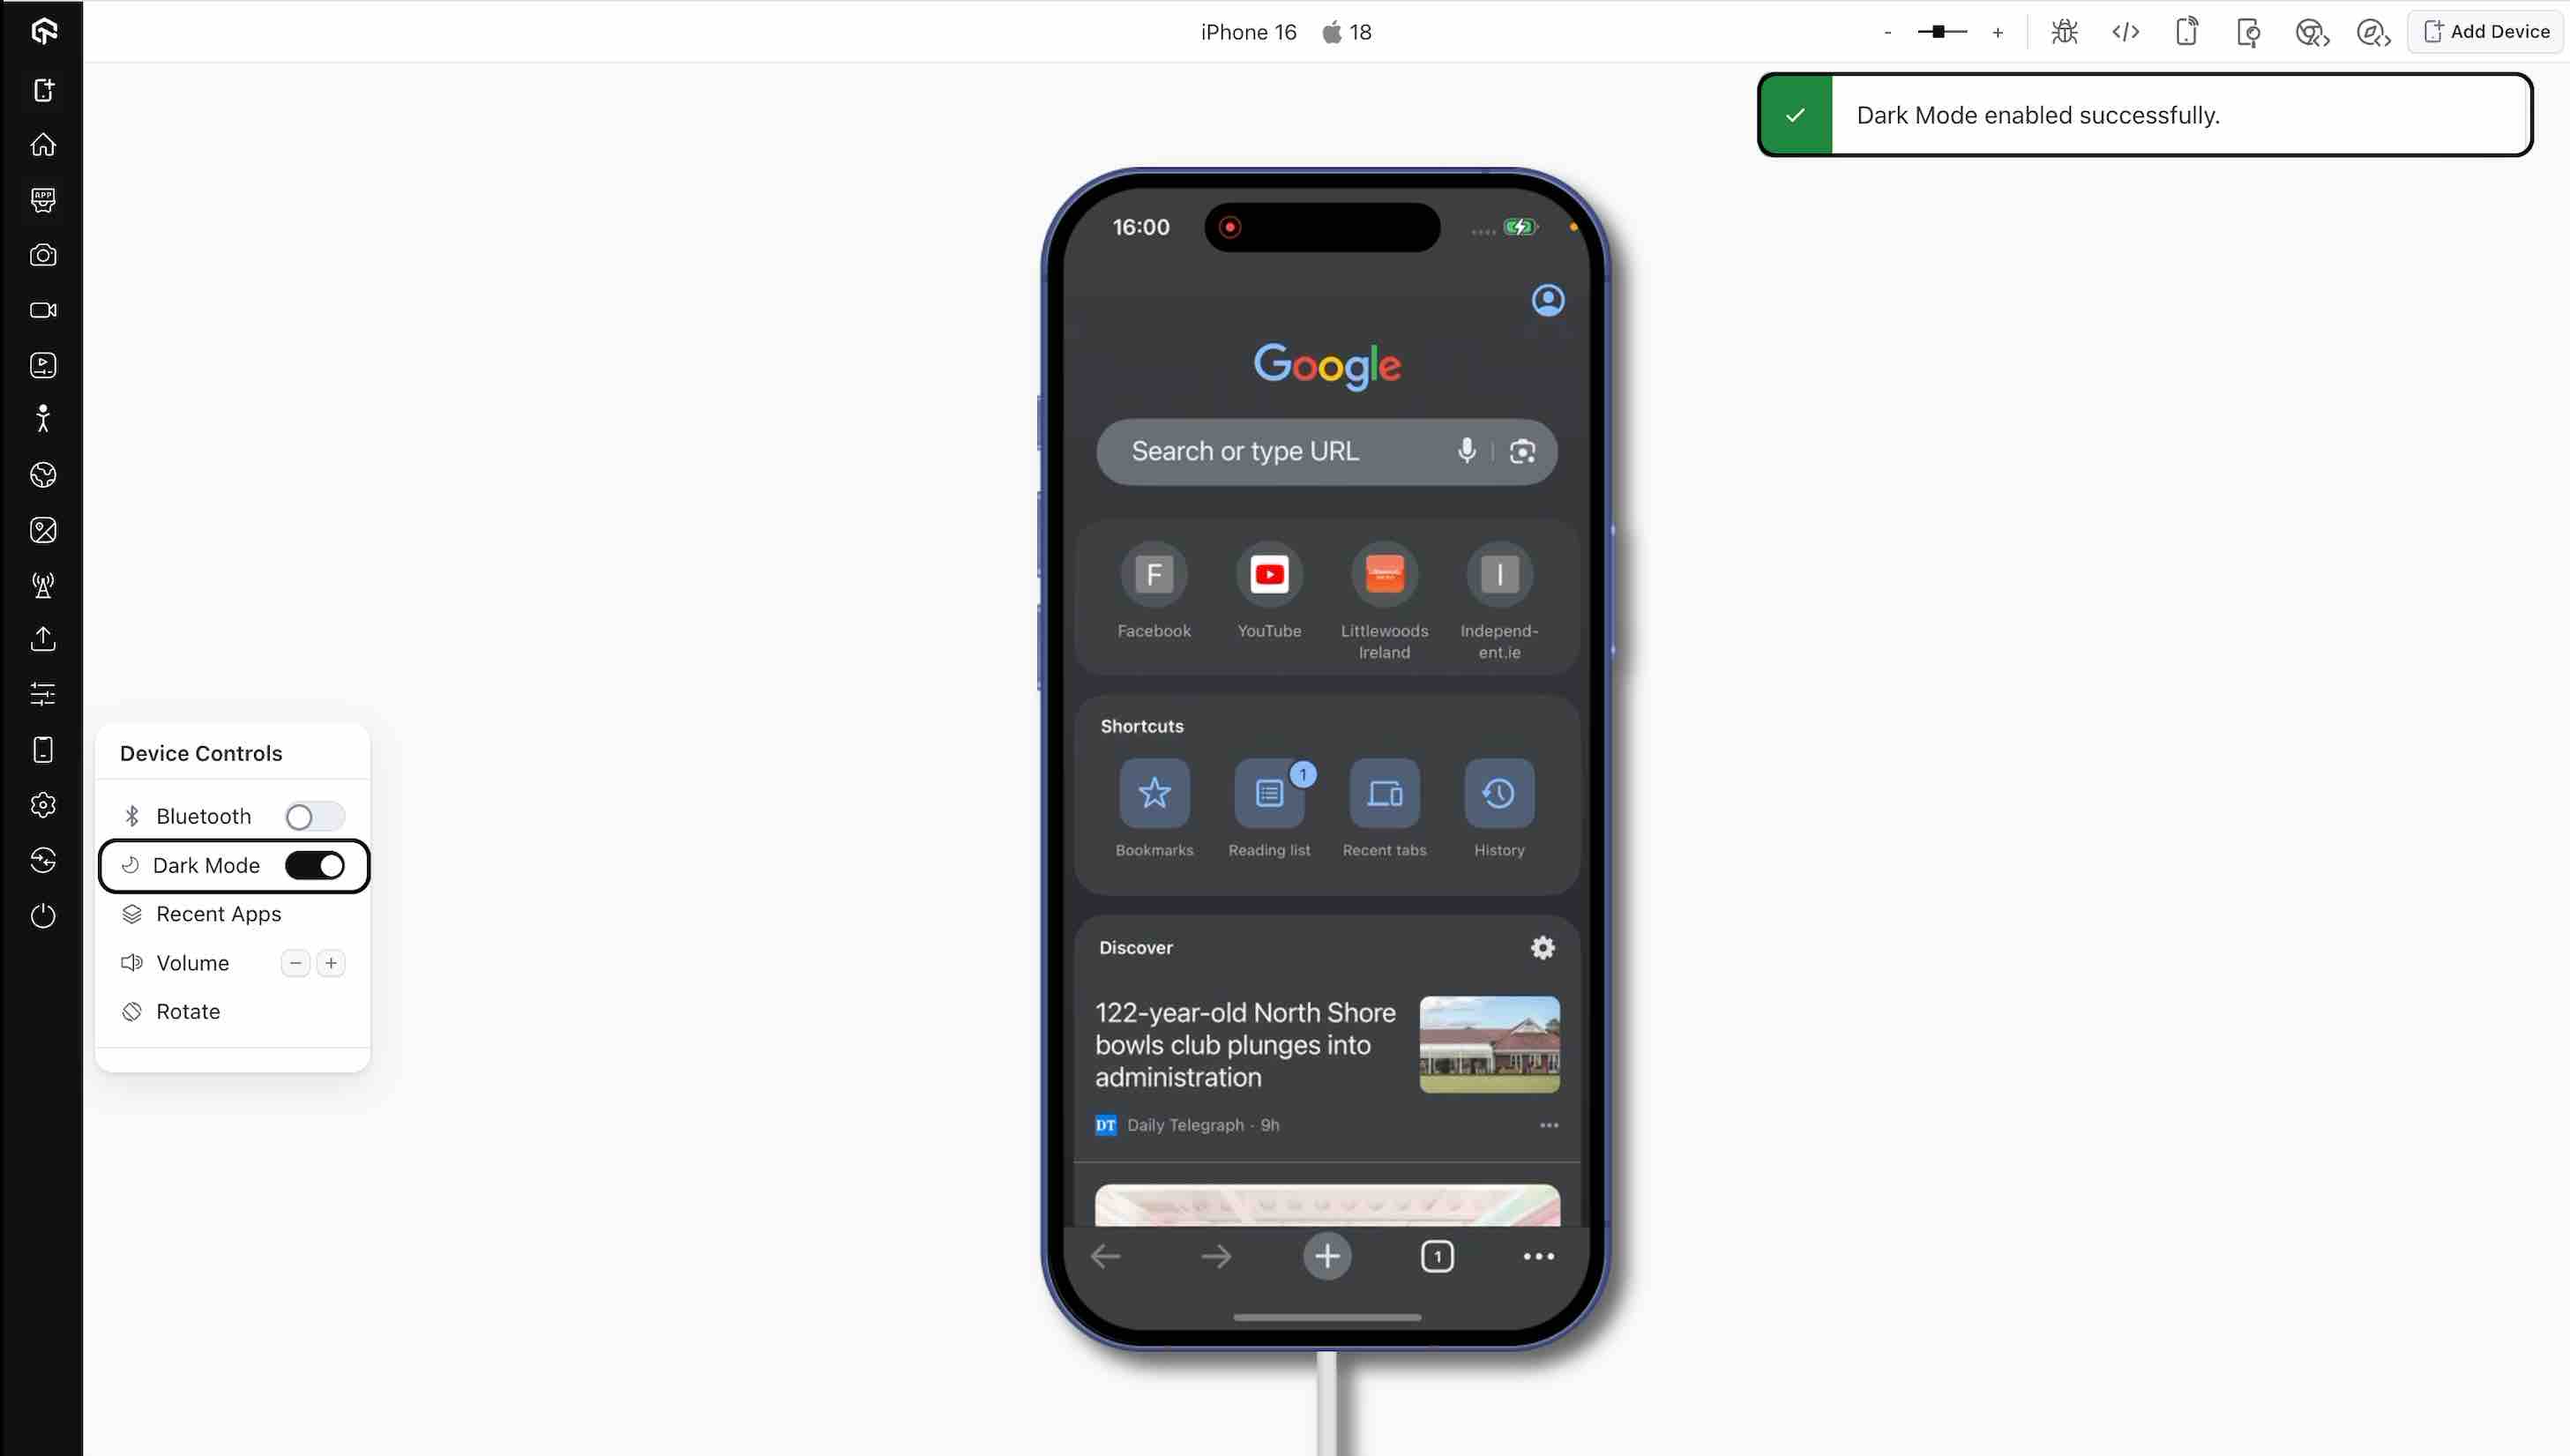 iPhone 16 18
- +
</>
Add Device
Dark Mode enabled successfully.
APP
16:00
Google
Search or type URL
F I
Facebook YouTube Littlewoods Independ-
Ireland ent.ie
Shortcuts
1
Bookmarks Reading list Recent tabs History
Discover
122-year-old North Shore
bowls club plunges into
administration
DT Daily Telegraph · 9h
1
Device Controls
Bluetooth
Dark Mode
Recent Apps
Volume - +
Rotate